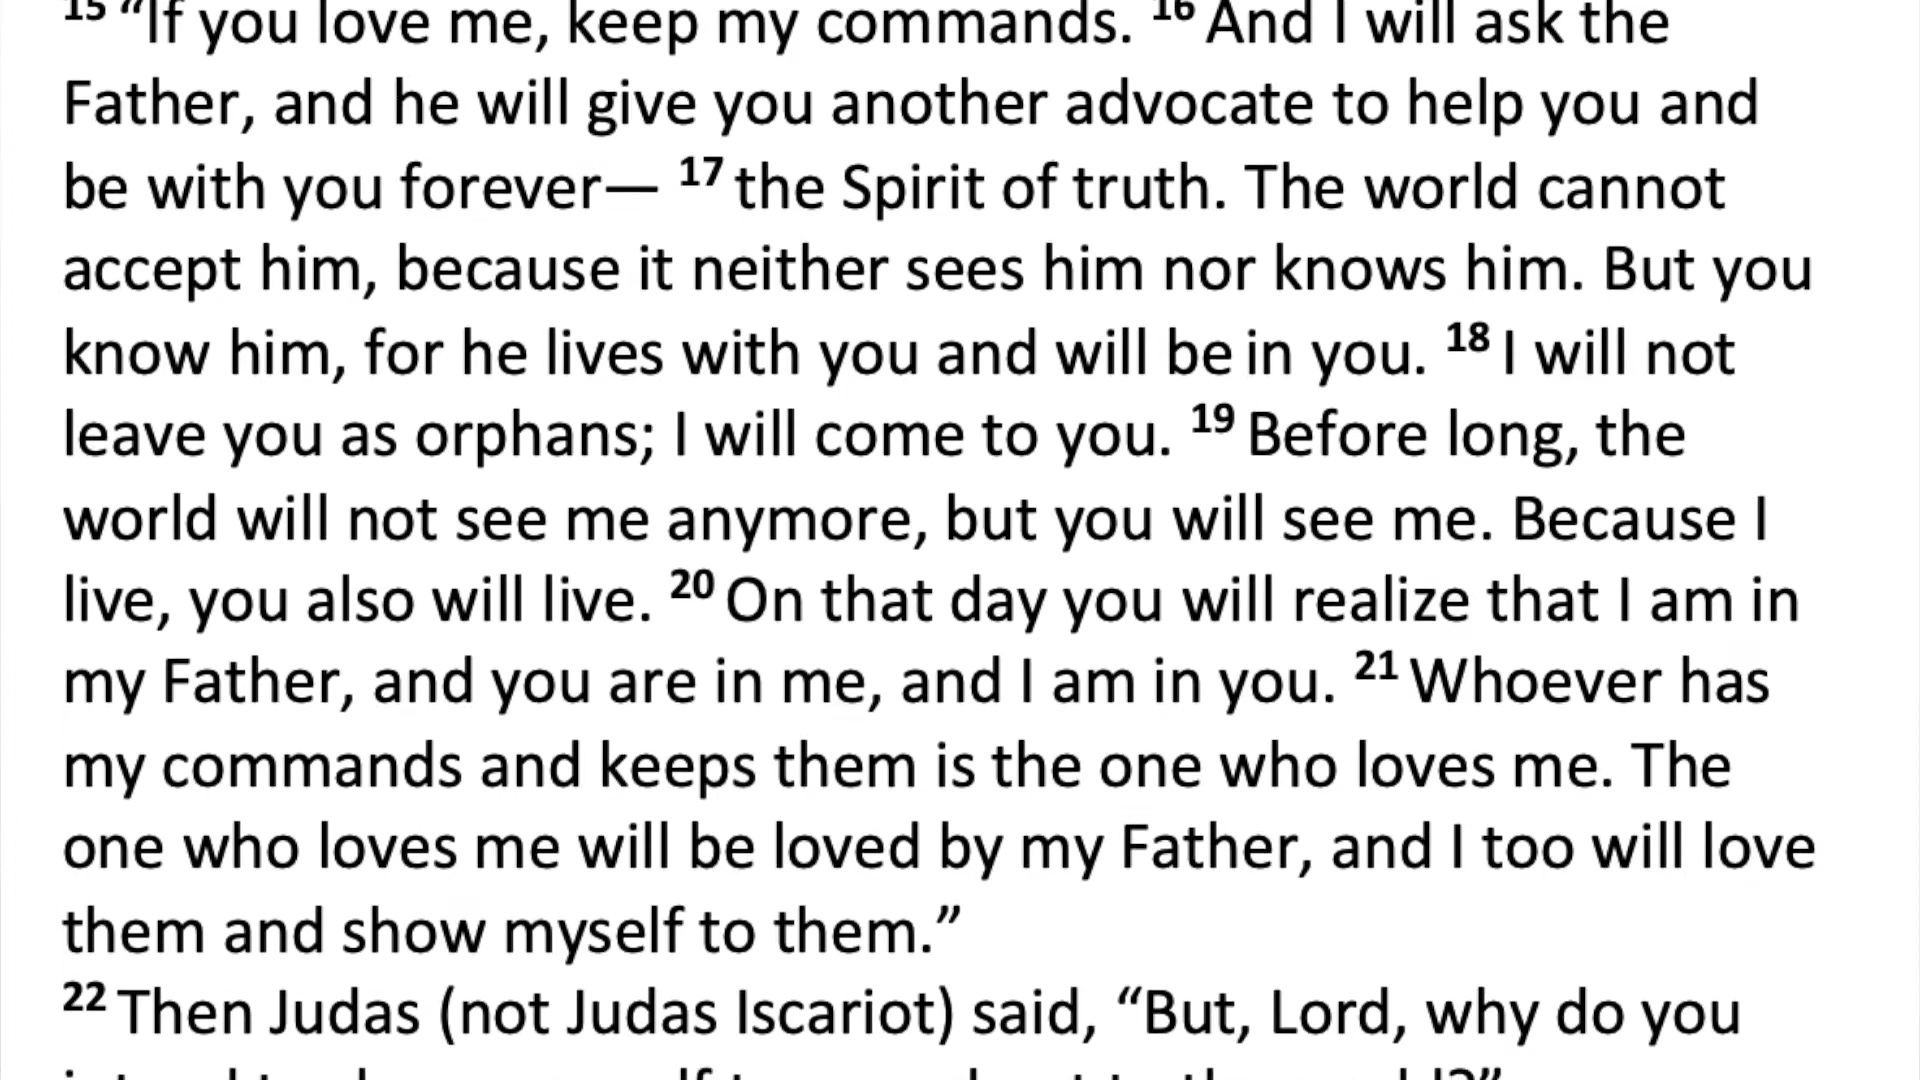 15 “If you love me, keep my commands. 16 And I will ask the
Father, and he will give you another advocate to help you and
be with you forever— 17 the Spirit of truth. The world cannot
accept him, because it neither sees him nor knows him. But you
know him, for he lives with you and will be in you. 18 I will not
leave you as orphans; I will come to you. 19 Before long, the
world will not see me anymore, but you will see me. Because I
live, you also will live. 20 On that day you will realize that I am in
my Father, and you are in me, and I am in you. 21 Whoever has
my commands and keeps them is the one who loves me. The
one who loves me will be loved by my Father, and I too will love
them and show myself to them.”
22 Then Judas (not Judas Iscariot) said, “But, Lord, why do you